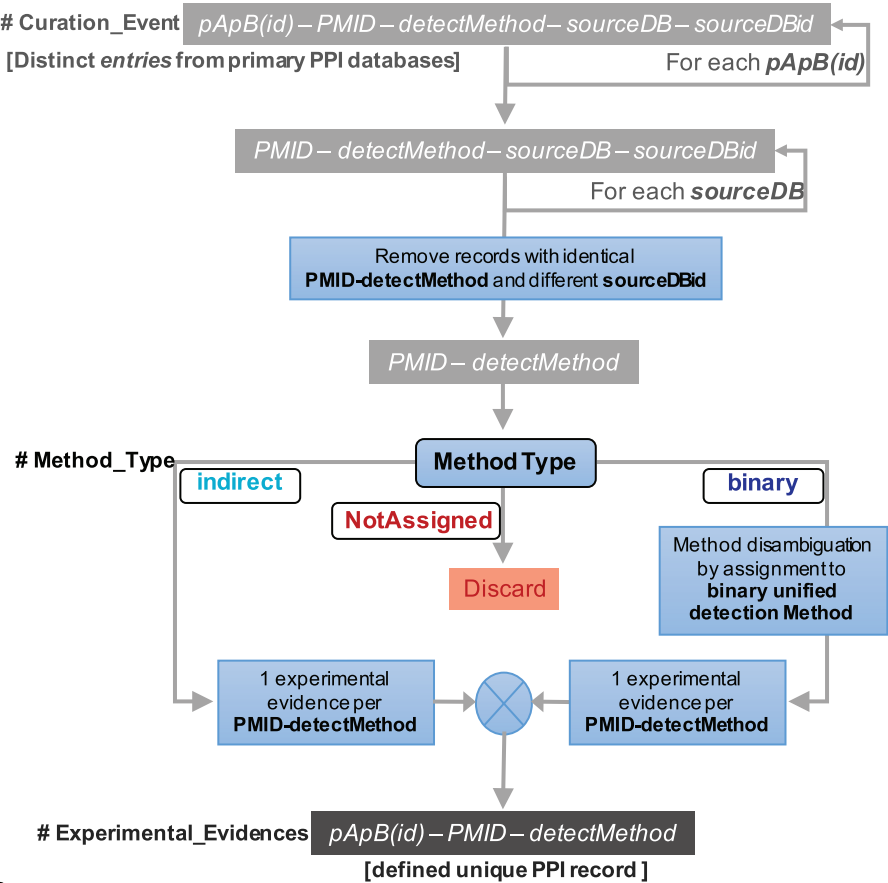 # Curation_Event pApB(id) – PMID – detectMethod – sourceDB – sourceDBid
[Distinct entries from primary PPI databases]
For each pApB(id)
PMID – detectMethod – sourceDB – sourceDBid
For each sourceDB
Remove records with identical
PMID-detectMethod and different sourceDBid
PMID – detectMethod
# Method_Type
Method Type
indirect
NotAssigned
binary
Discard
Method disambiguation
by assignment to
binary unified
detection Method
1 experimental
evidence per
PMID-detectMethod
1 experimental
evidence per
PMID-detectMethod
# Experimental_Evidences pApB(id) – PMID – detectMethod
[defined unique PPI record ]